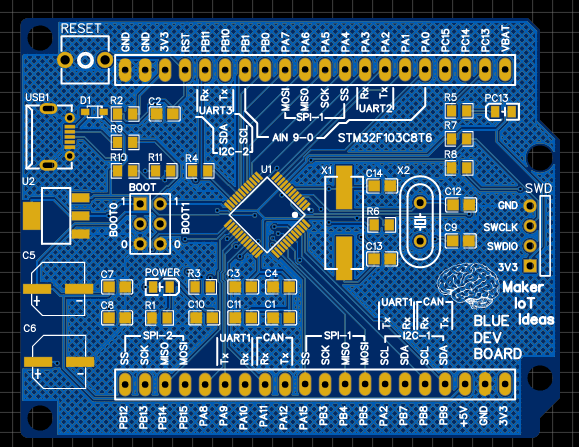 RESET
GND GND 3V3 RST PB11 PB10 PB1 PB0 PA7 PA6 PA5 PA4 PA3 PA2 PA1 PA0 PC15 PC14 PC13 VBAT
USB1 D1 R2 C2 Rx Tx MOSI MISO SCK SS Rx Tx R5 PC13
UART3 SPI-1 UART2
R9 SDA SCL AIN 9-0 STM32F103C8T6 R7
I2C-2
R10 R11 R4 U1 X1 C14 X2 R8
U2 BOOT
BOOT0 1 1 BOOT1 C12 SWD
0 0 R6 GND
SWCLK
C9 SWDIO
C5 C13 3V3
C7 POWER R3 C3 C4
+ -
Maker
IoT
Ideas
C8 R1 C10 C11 C1 UART1 CAN
Tx Rx Rx Tx
BLUE
DEV
BOARD
C6 SPI-2 UART1 CAN SPI-1 I2C-1
+ -
SS SCK MISO MOSI Tx Rx Rx Tx SS SCK MISO MOSI SCL SDA SCL SDA
PB12 PB13 PB14 PB15 PA8 PA9 PA10 PA11 PA12 PA15 PB3 PB4 PB5 PA2 PB7 PB8 PB9 +5V GND 3V3